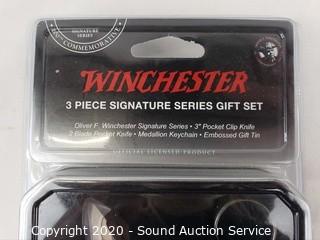 SIGNATURE
SERIES
COMMEMORATIVE
WINCHESTER
3 PIECE SIGNATURE SERIES GIFT SET
Oliver F. Winchester Signature Series • 3" Pocket Clip Knife
2 Blade Pocket Knife • Medallion Keychain • Embossed Gift Tin
OFFICIAL LICENSED PRODUCT
Copyright 2020 - Sound Auction Service